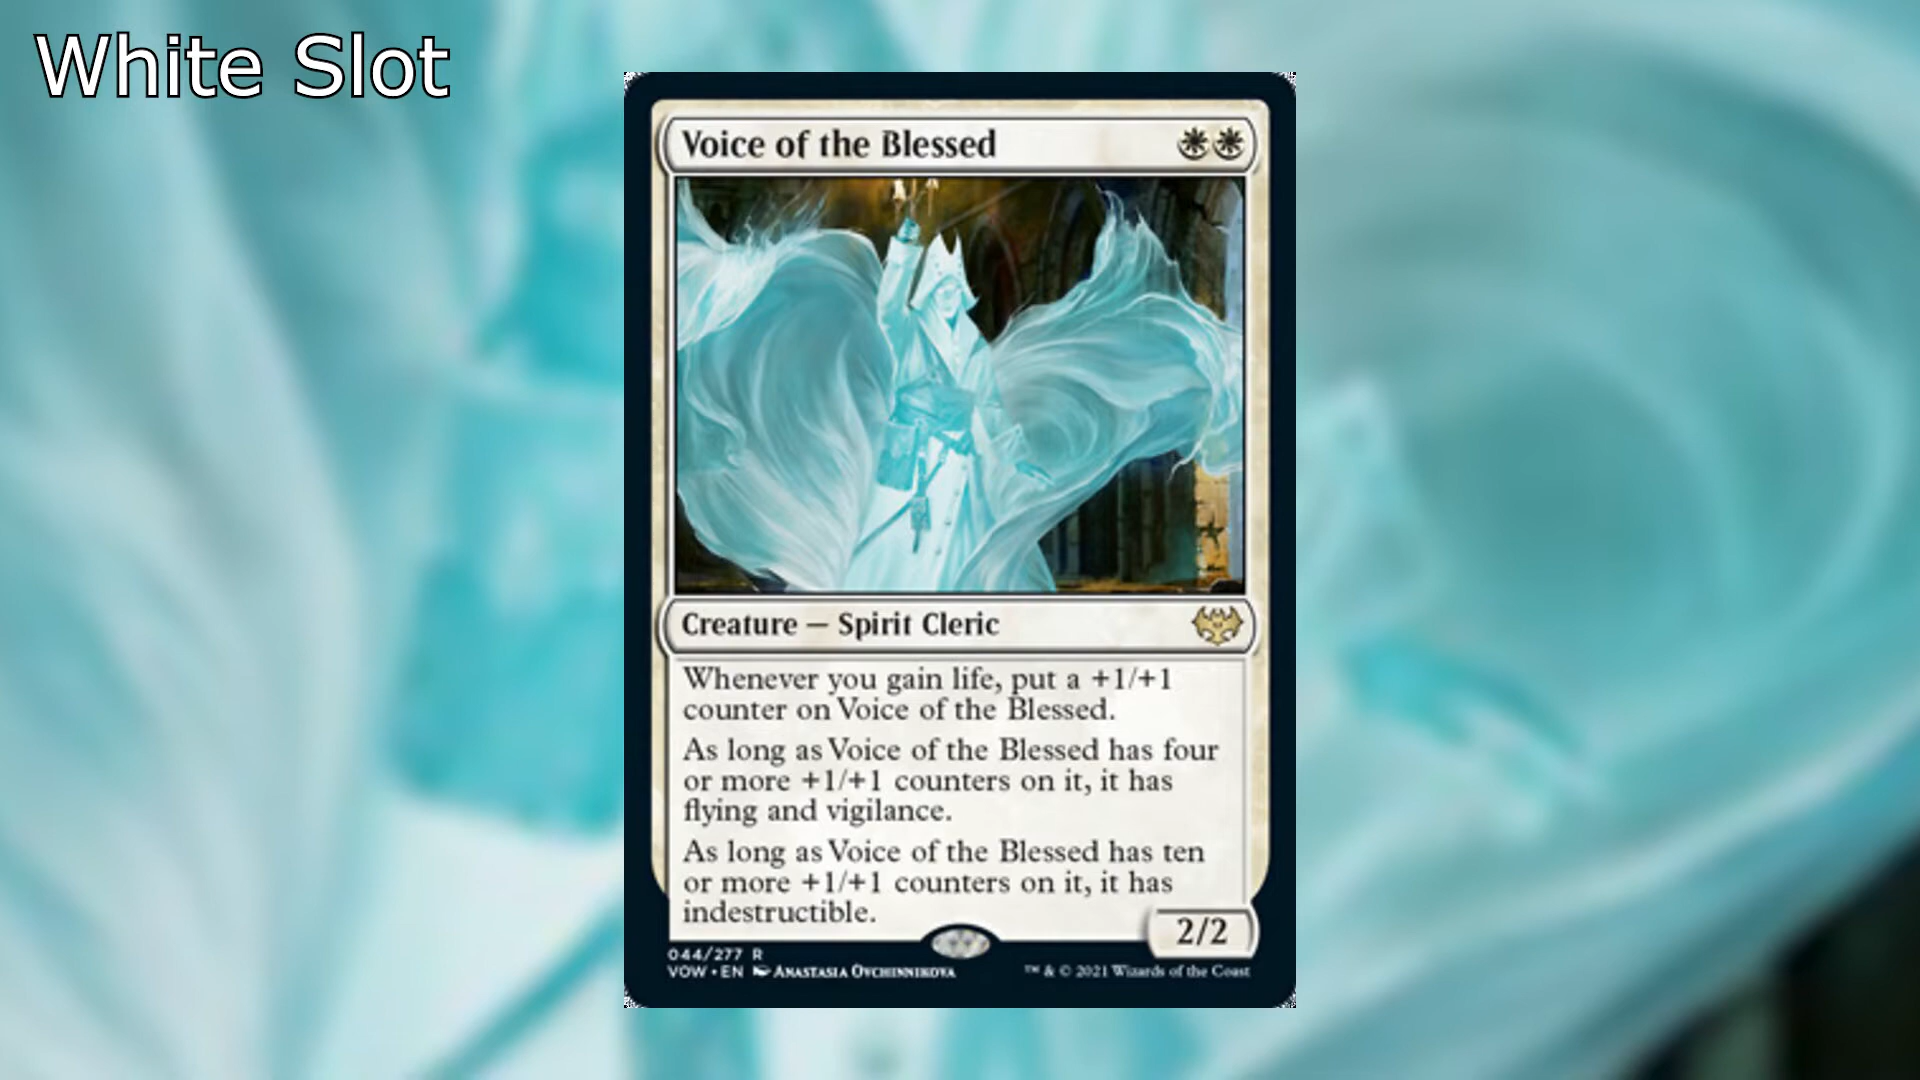 White Slot
Voice of the Blessed
Creature — Spirit Cleric
Whenever you gain life, put a +1/+1
counter on Voice of the Blessed.
As long as Voice of the Blessed has four
or more +1/+1 counters on it, it has
flying and vigilance.
As long as Voice of the Blessed has ten
or more +1/+1 counters on it, it has
indestructible.
2/2
044/277 R
VOW • EN Anastasia Ovchinnikova
™ & © 2021 Wizards of the Coast